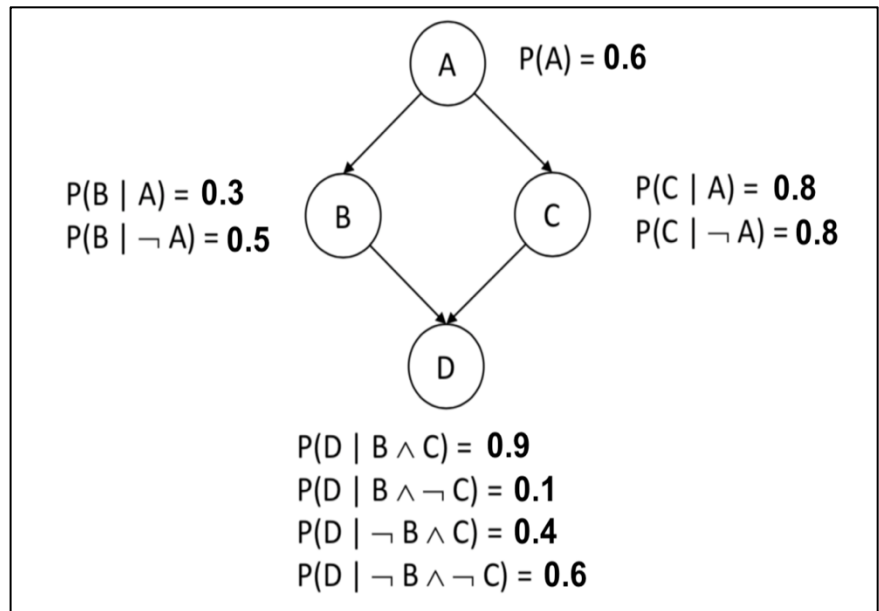 A
P(A) = 0.6
P(B | A) = 0.3
P(B | ¬ A) = 0.5
B
C
P(C | A) = 0.8
P(C | ¬ A) = 0.8
D
P(D | B ∧ C) = 0.9
P(D | B ∧ ¬ C) = 0.1
P(D | ¬ B ∧ C) = 0.4
P(D | ¬ B ∧ ¬ C) = 0.6